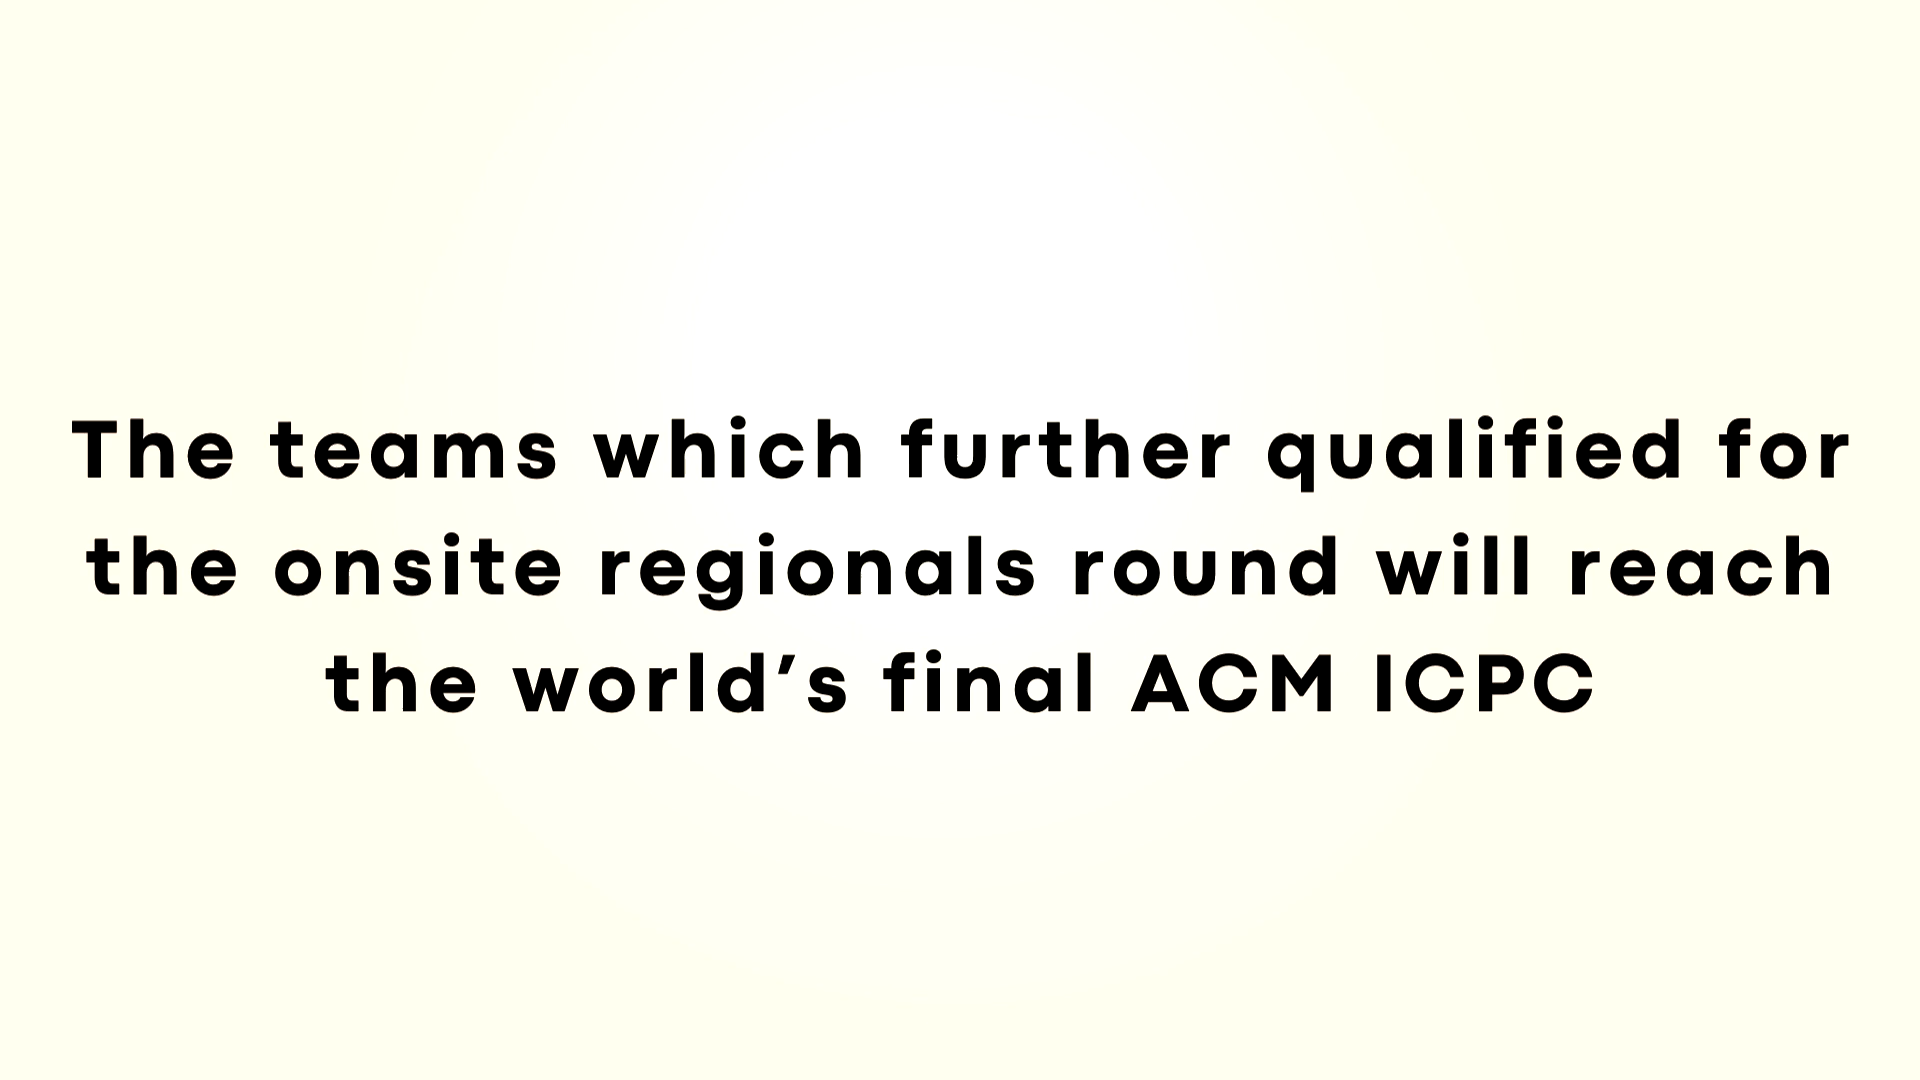 The teams which further qualified for
the onsite regionals round will reach
the world’s final ACM ICPC